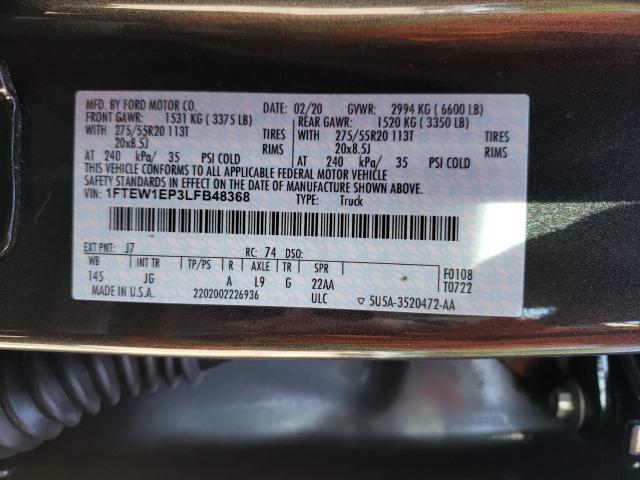 MFD. BY FORD MOTOR CO. DATE: 02/20 GVWR: 2994 KG ( 6600 LB)
FRONT GAWR: 1531 KG ( 3375 LB) REAR GAWR: 1520 KG ( 3350 LB)
WITH 275/55R20 113T TIRES WITH 275/55R20 113T TIRES
20x8.5J RIMS 20x8.5J RIMS
AT 240 kPa/ 35 PSI COLD AT 240 kPa/ 35 PSI COLD
THIS VEHICLE CONFORMS TO ALL APPLICABLE FEDERAL MOTOR VEHICLE
SAFETY STANDARDS IN EFFECT ON THE DATE OF MANUFACTURE SHOWN ABOVE.
VIN: 1FTEW1EP3LFB48368 TYPE: Truck
EXT PNT: J7 RC: 74 DSO:
WB INT TR TP/PS R AXLE TR SPR F0108
145 JG A L9 G 22AA T0722
MADE IN U.S.A. 2202002226936 ULC ▽ 5U5A-3520472-AA